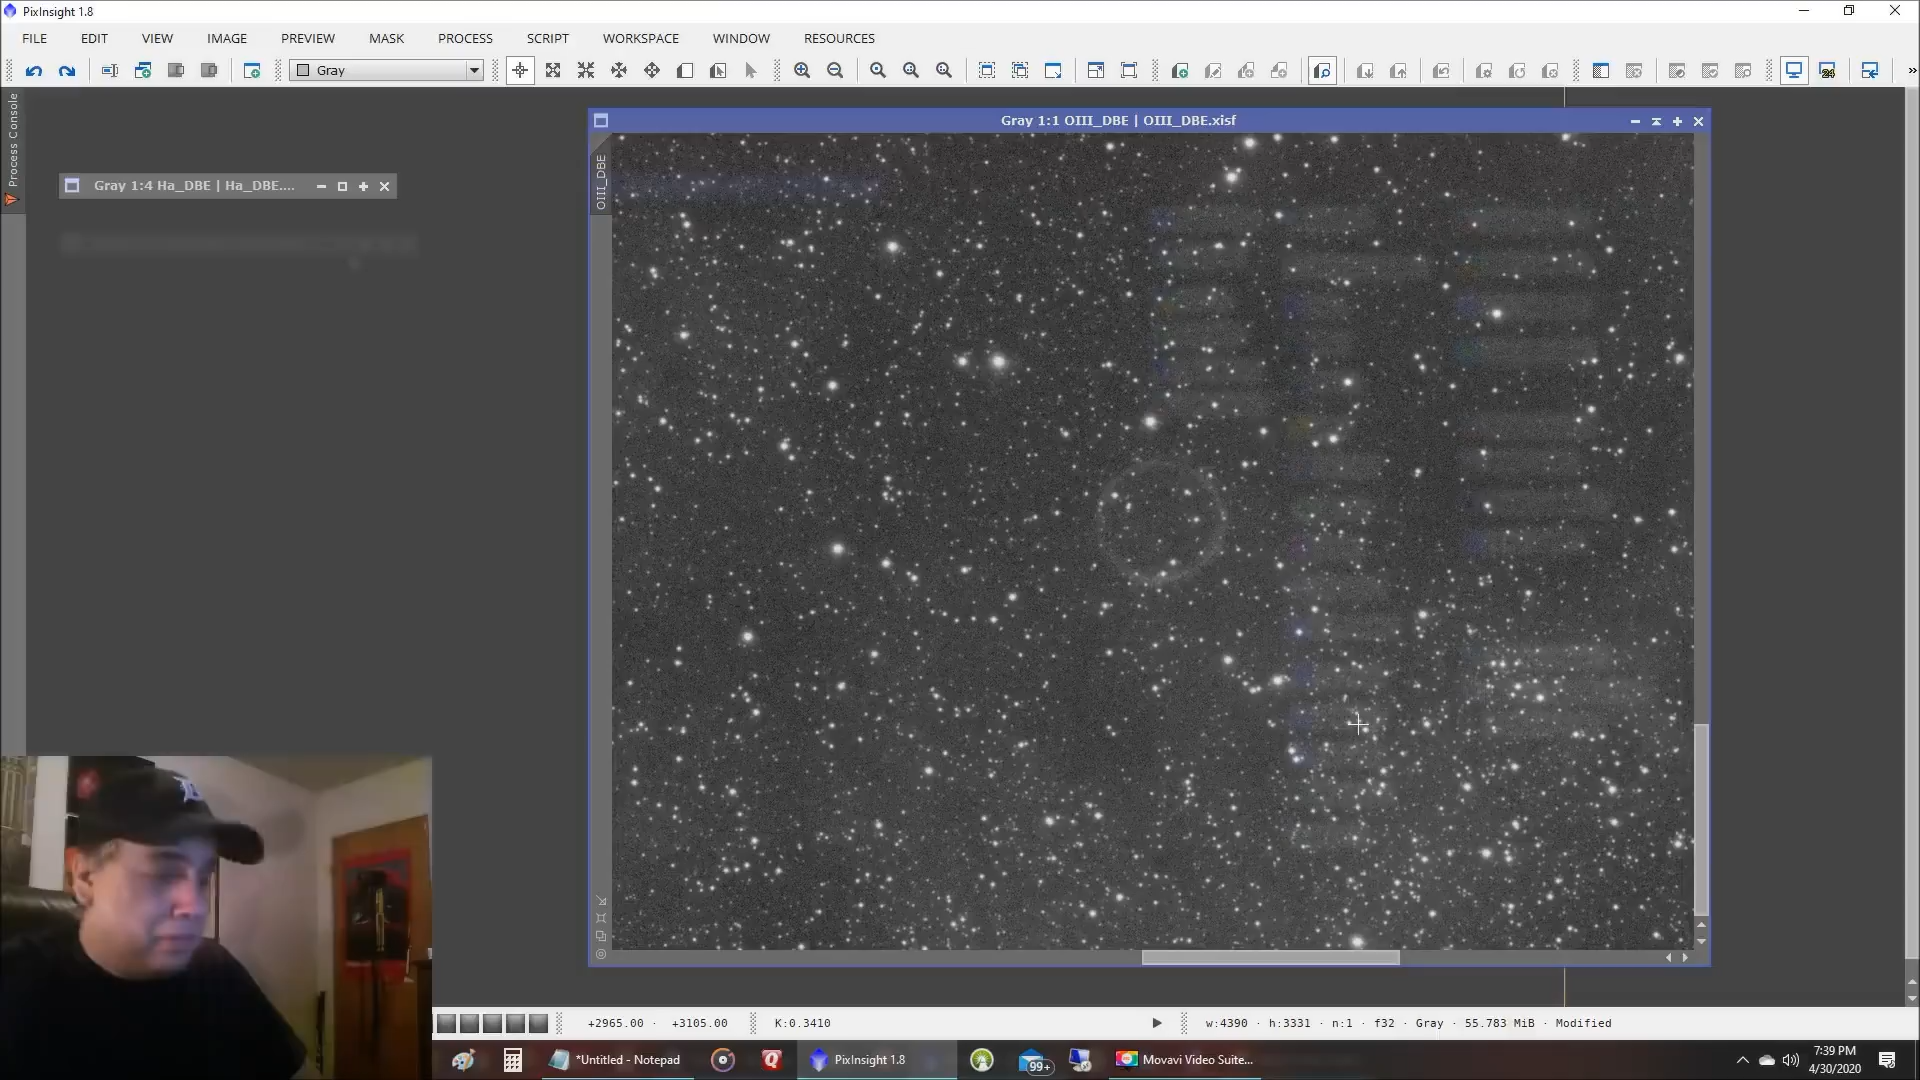 PixInsight 1.8
FILE EDIT VIEW IMAGE PREVIEW MASK PROCESS SCRIPT WORKSPACE WINDOW RESOURCES
Gray
24
»
Process Console
Gray 1:1 OIII_DBE | OIII_DBE.xisf
OIII_DBE
Gray 1:4 Ha_DBE | Ha_DBE....
+2965.00 · +3105.00
K:0.3410
w:4390 · h:3331 · n:1 · f32 · Gray · 55.783 MiB · Modified
*Untitled - Notepad
PixInsight 1.8
99+
Movavi Video Suite...
7:39 PM
4/30/2020